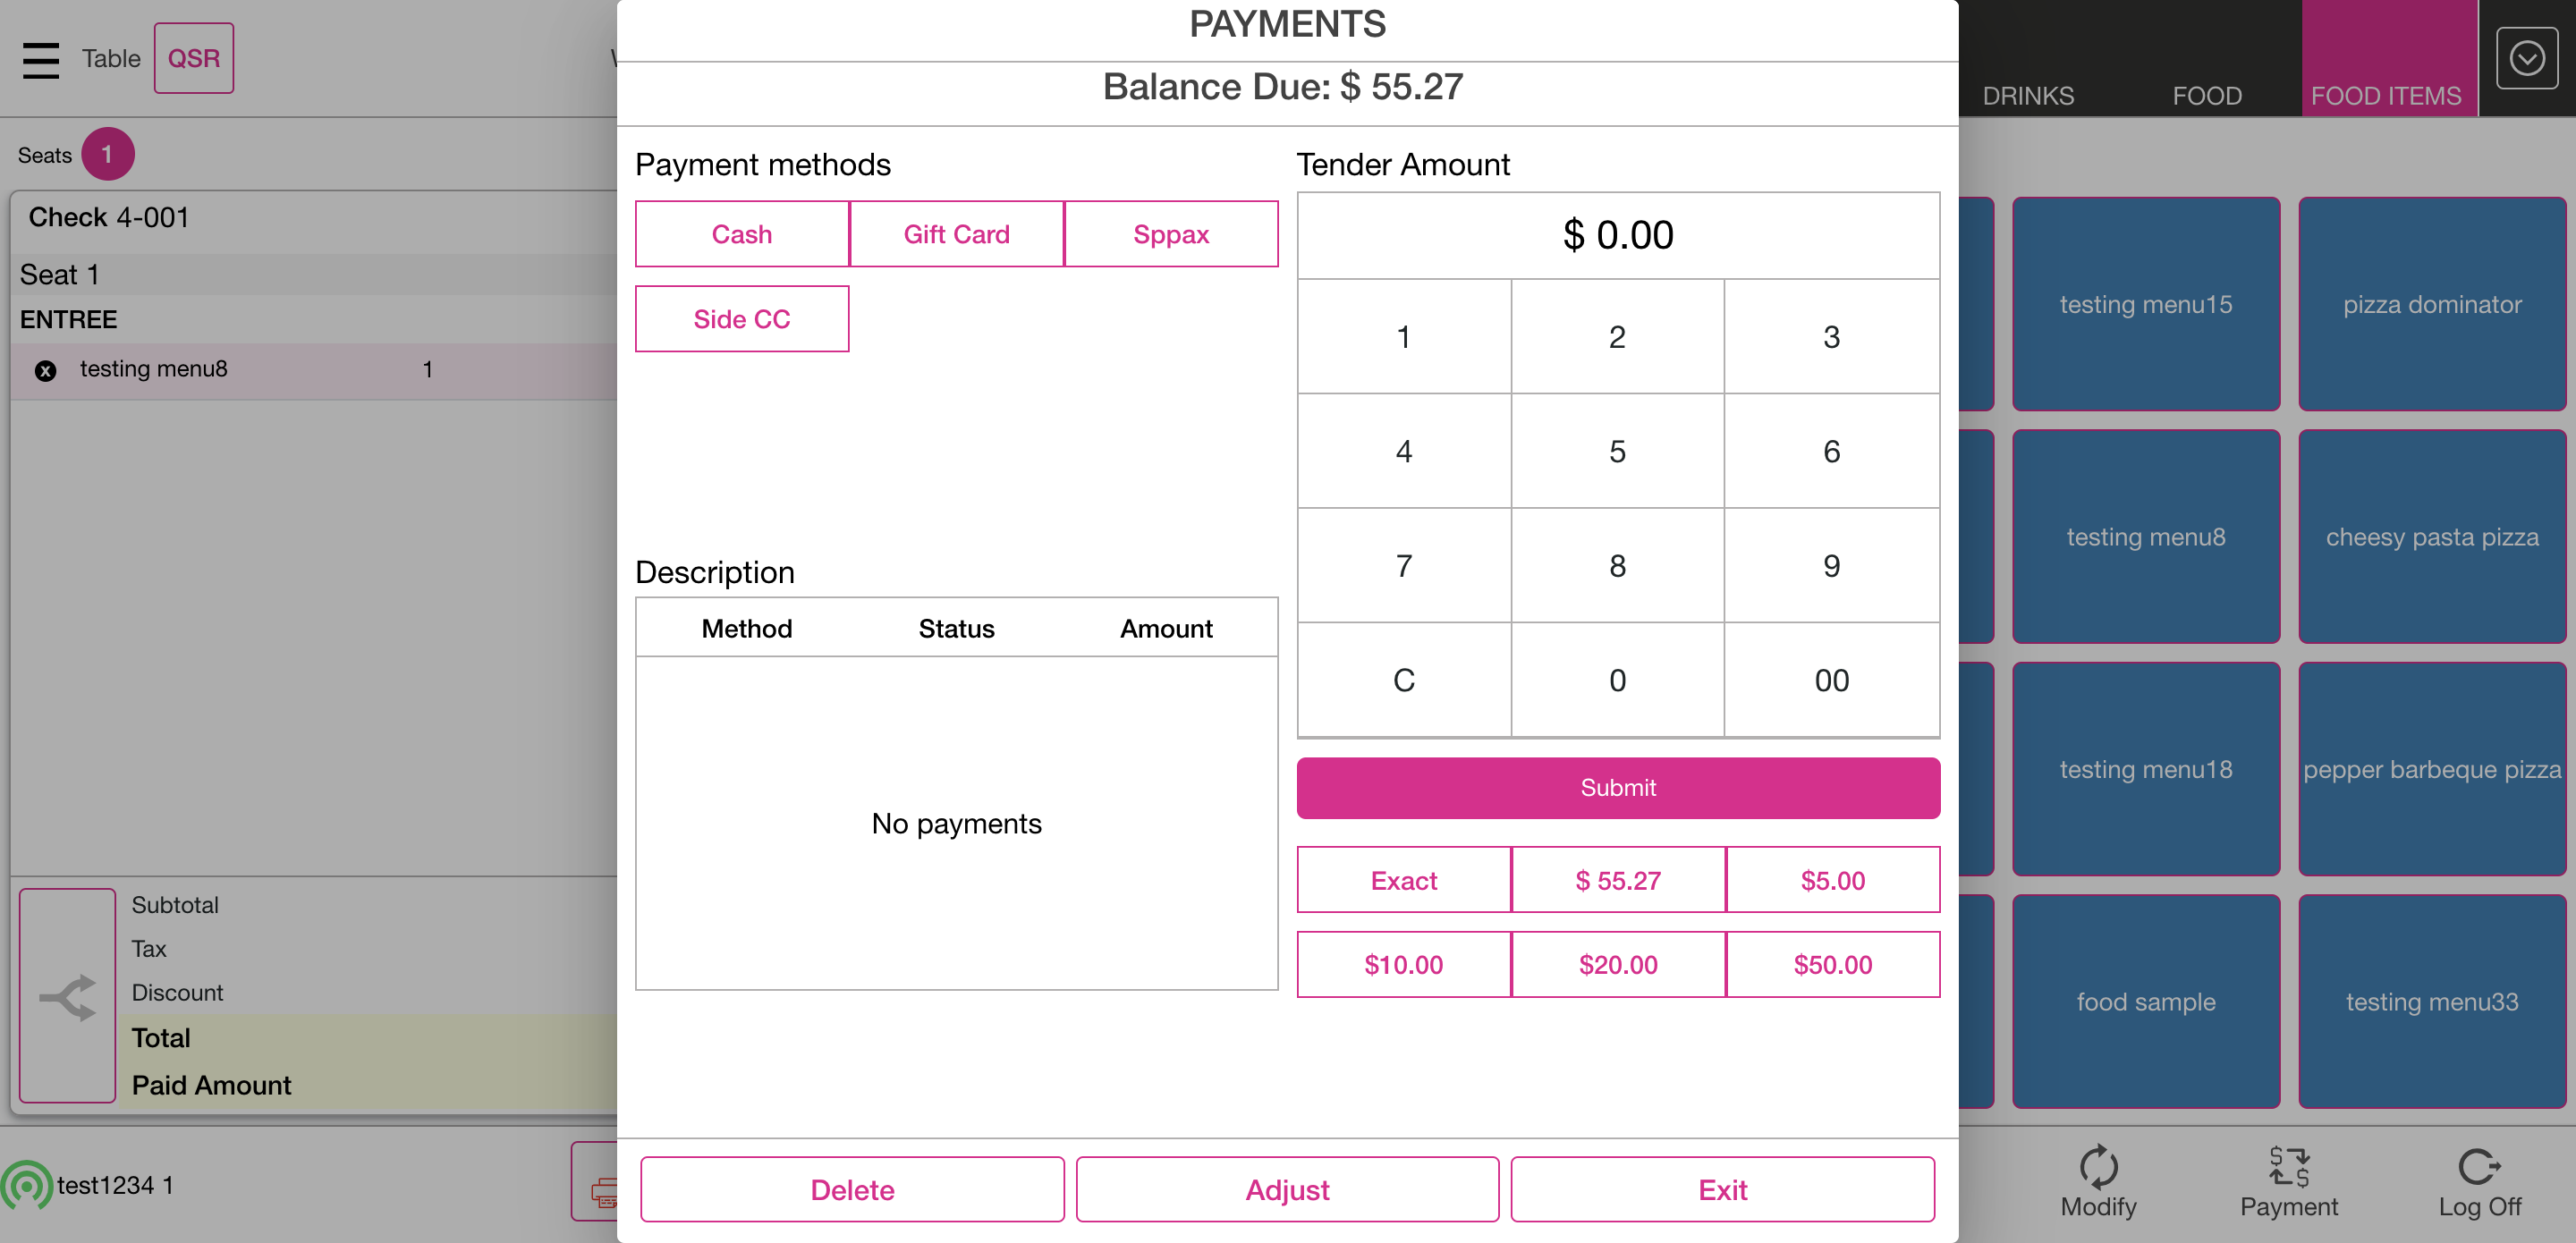 Table QSR
Seats 1
Check 4-001
Seat 1
ENTREE
x testing menu8 1
Subtotal
Tax
Discount
Total
Paid Amount
test1234 1
PAYMENTS
Balance Due: $ 55.27
Payment methods
Cash Gift Card Sppax
Side CC
Description
Method Status Amount
No payments
Tender Amount
$ 0.00
1 2 3
4 5 6
7 8 9
C 0 00
Submit
Exact $ 55.27 $5.00
$10.00 $20.00 $50.00
Delete Adjust Exit
DRINKS FOOD FOOD ITEMS
testing menu15 pizza dominator
testing menu8 cheesy pasta pizza
testing menu18 pepper barbeque pizza
food sample testing menu33
Modify Payment Log Off